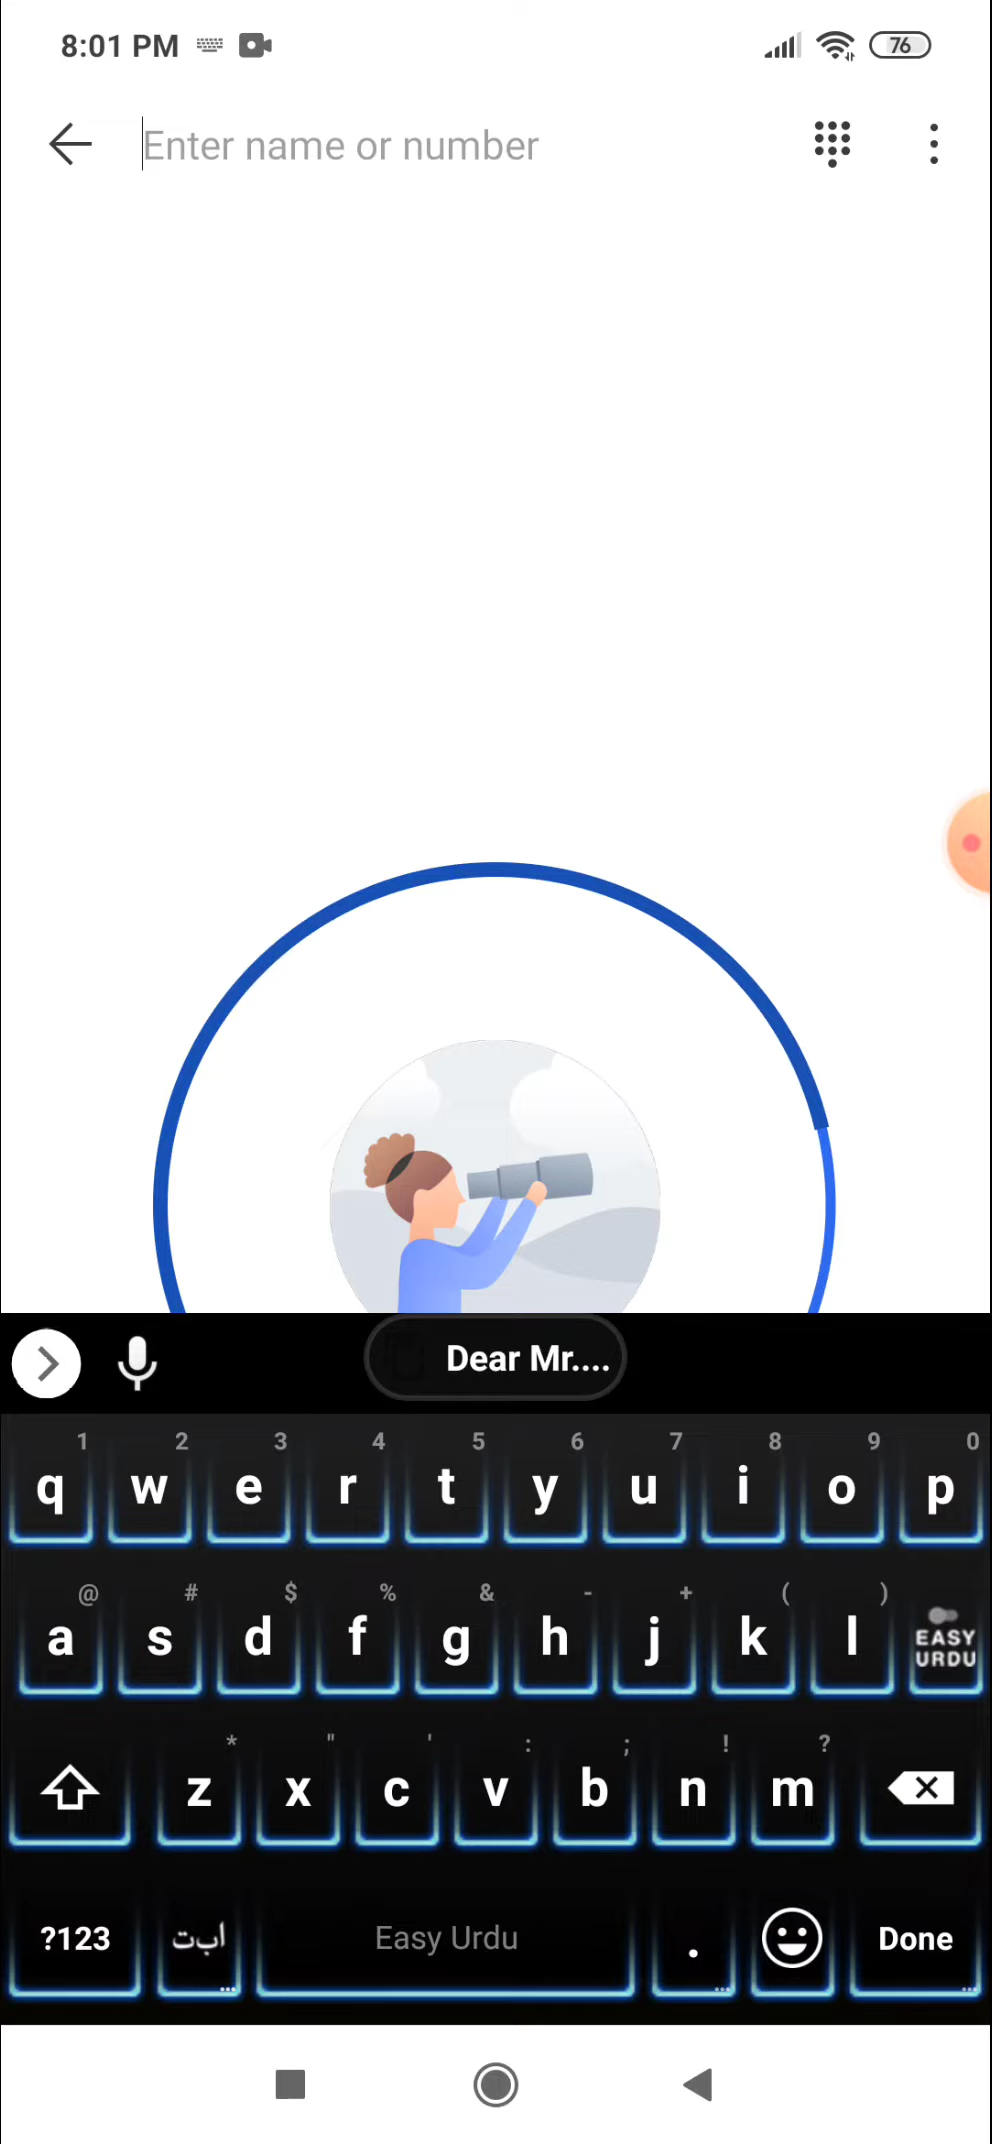 8:01 PM 76
Enter name or number
Dear Mr....
1 2 3 4 5 6 7 8 9 0
q w e r t y u i o p
@ # $ % & - + ( )
a s d f g h j k l EASY URDU
* " ' : ; ! ?
z x c v b n m
?123 ابت Easy Urdu . Done